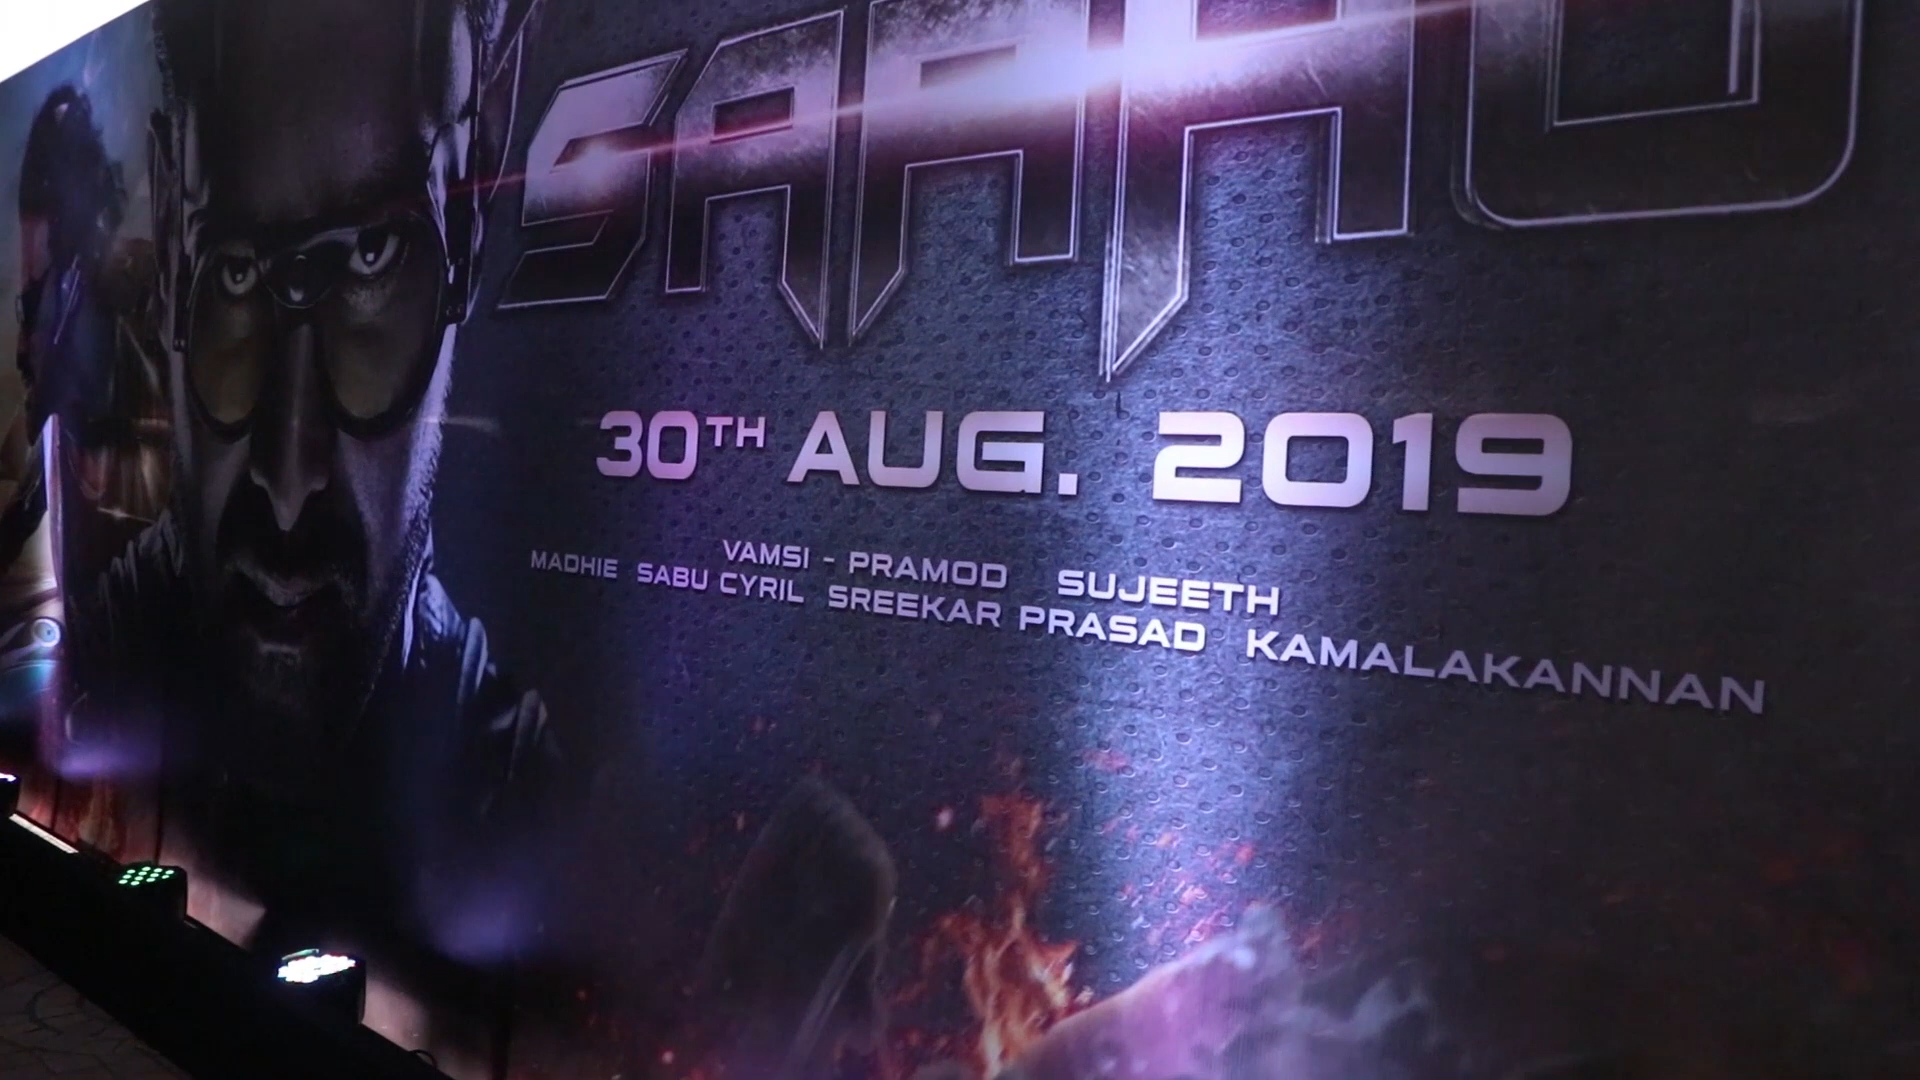 SAAHO
30TH AUG. 2019
VAMSI - PRAMOD SUJEETH
MADHIE SABU CYRIL SREEKAR PRASAD KAMALAKANNAN